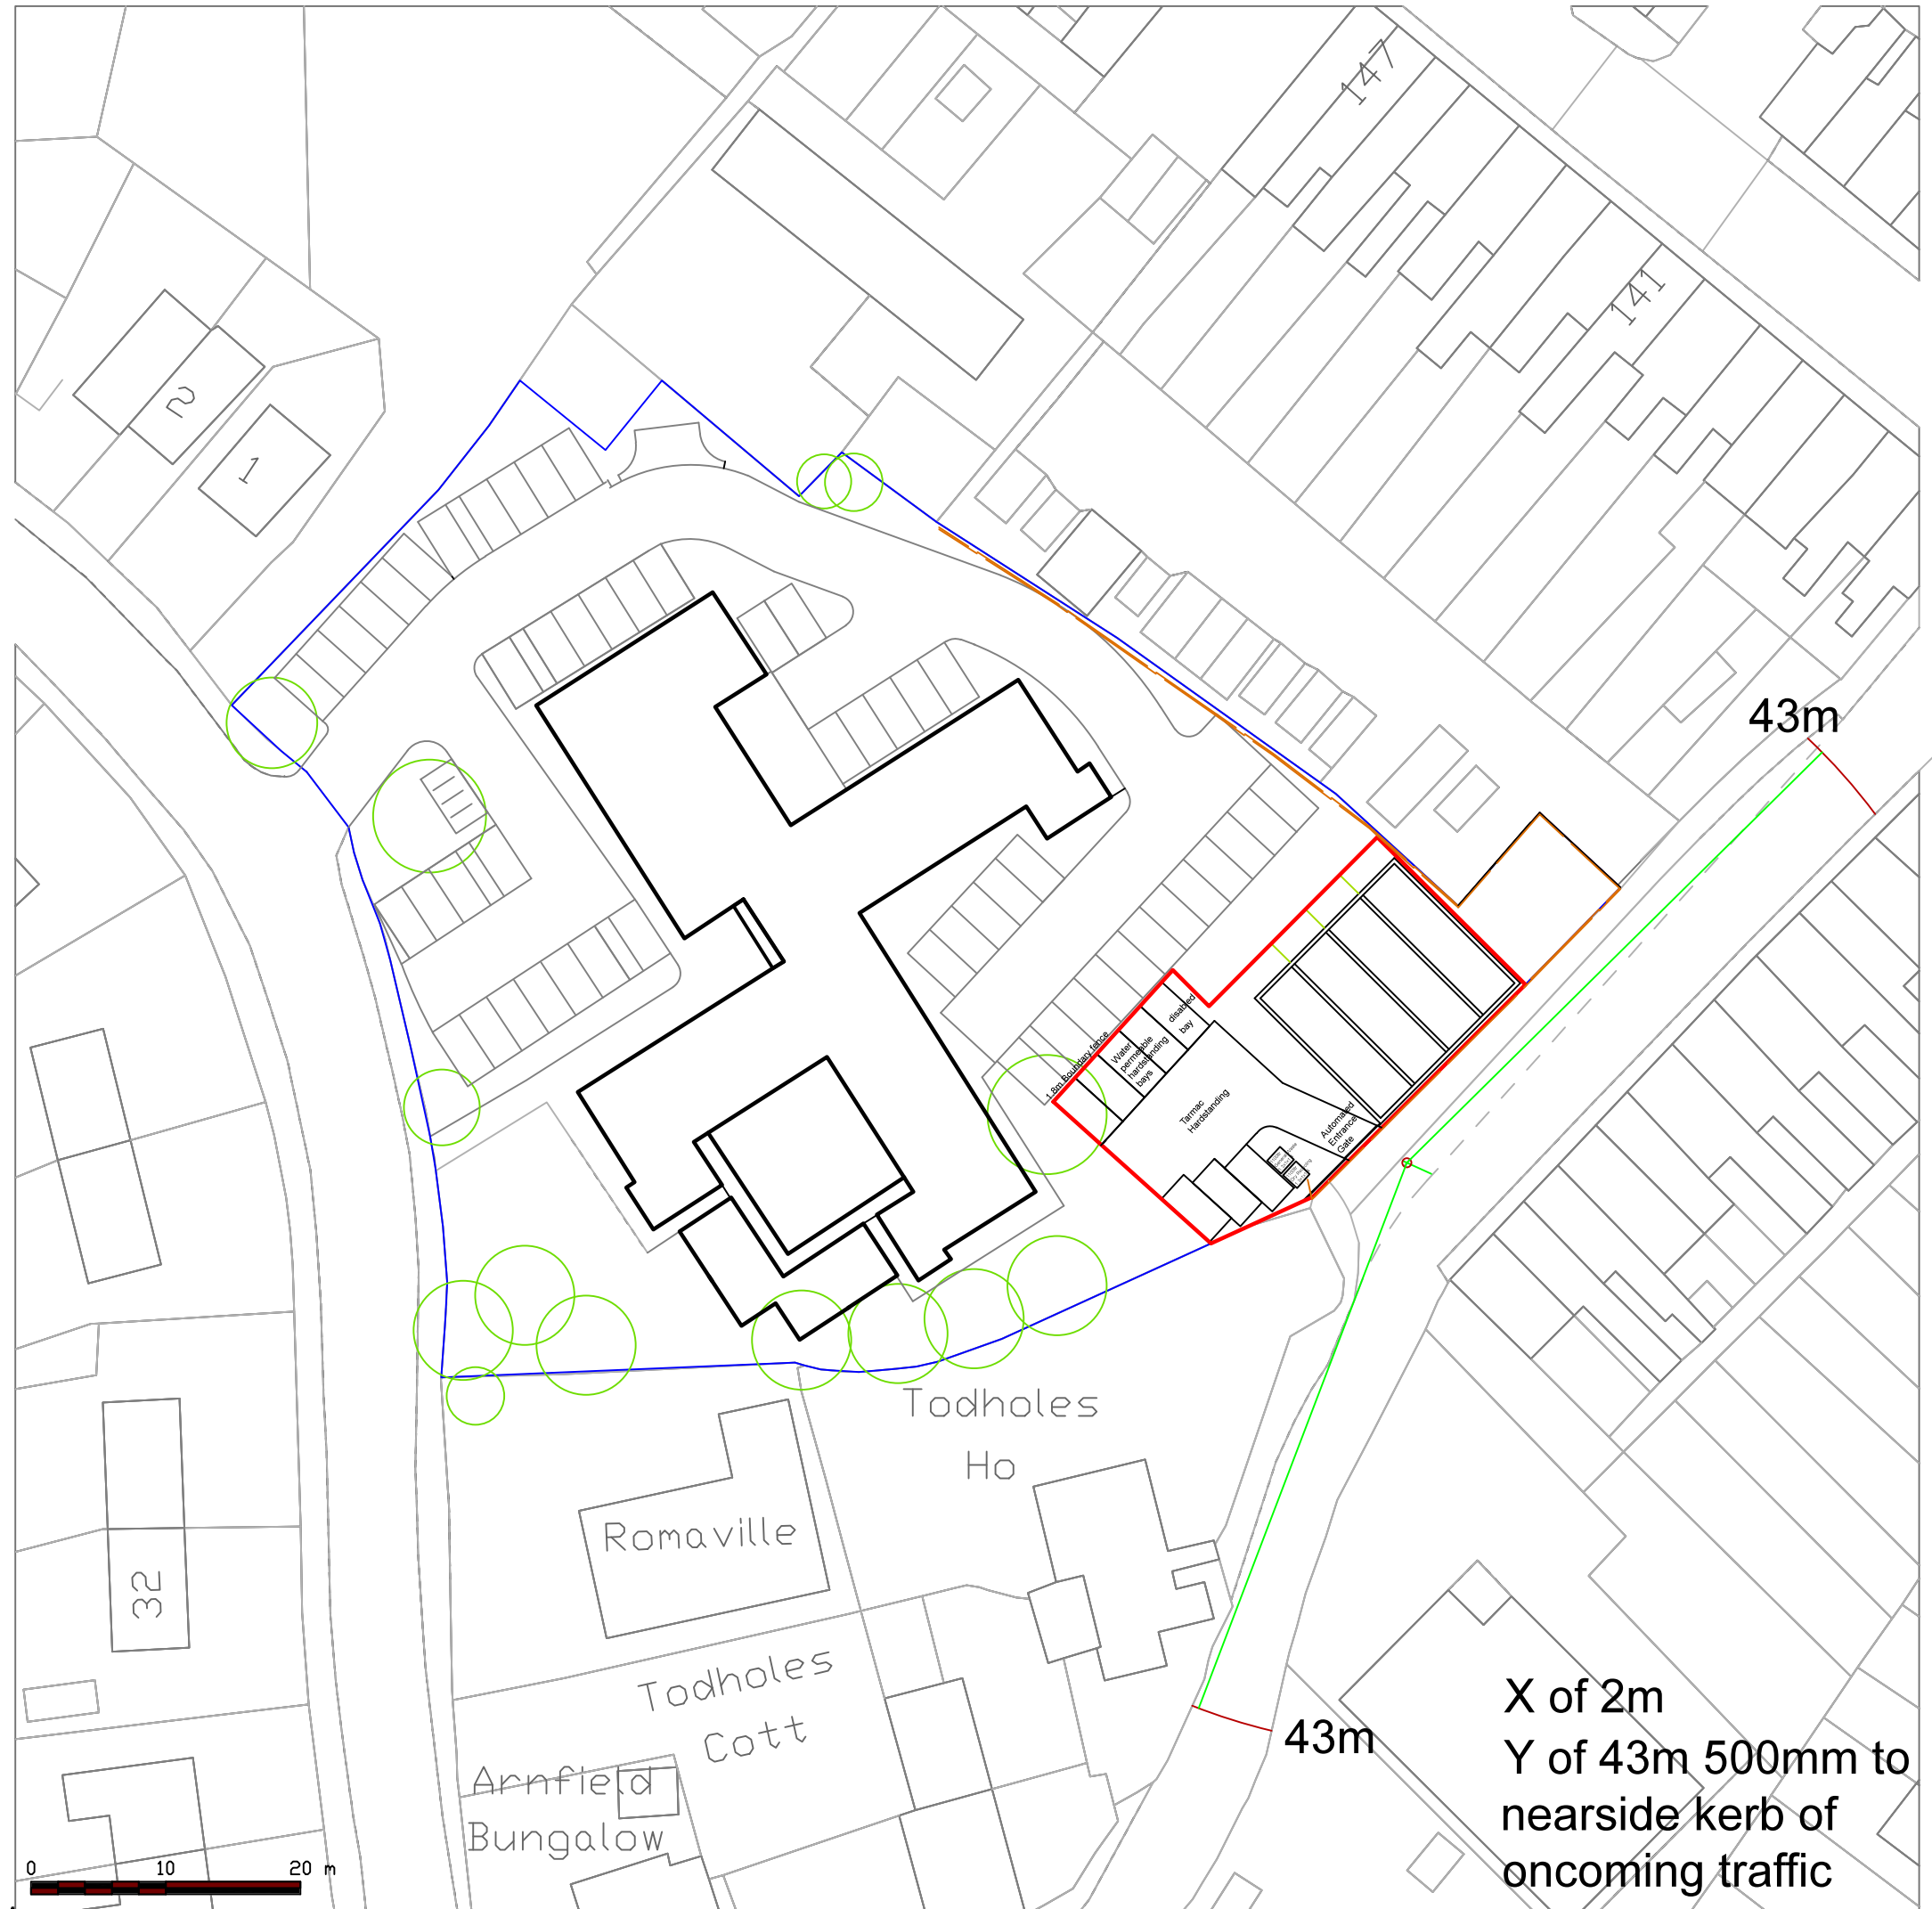 147
141
2
1
43m
disabled
bay
Water
permeable
hardstanding
bays
1.8m Boundary fence
Tarmac
Hardstanding
Automated
Entrance
Gate
Todholes
Ho
Romaville
32
Todholes
Cott
Arnfield
Bungalow
43m
X of 2m
Y of 43m 500mm to
nearside kerb of
oncoming traffic
0 10 20 m